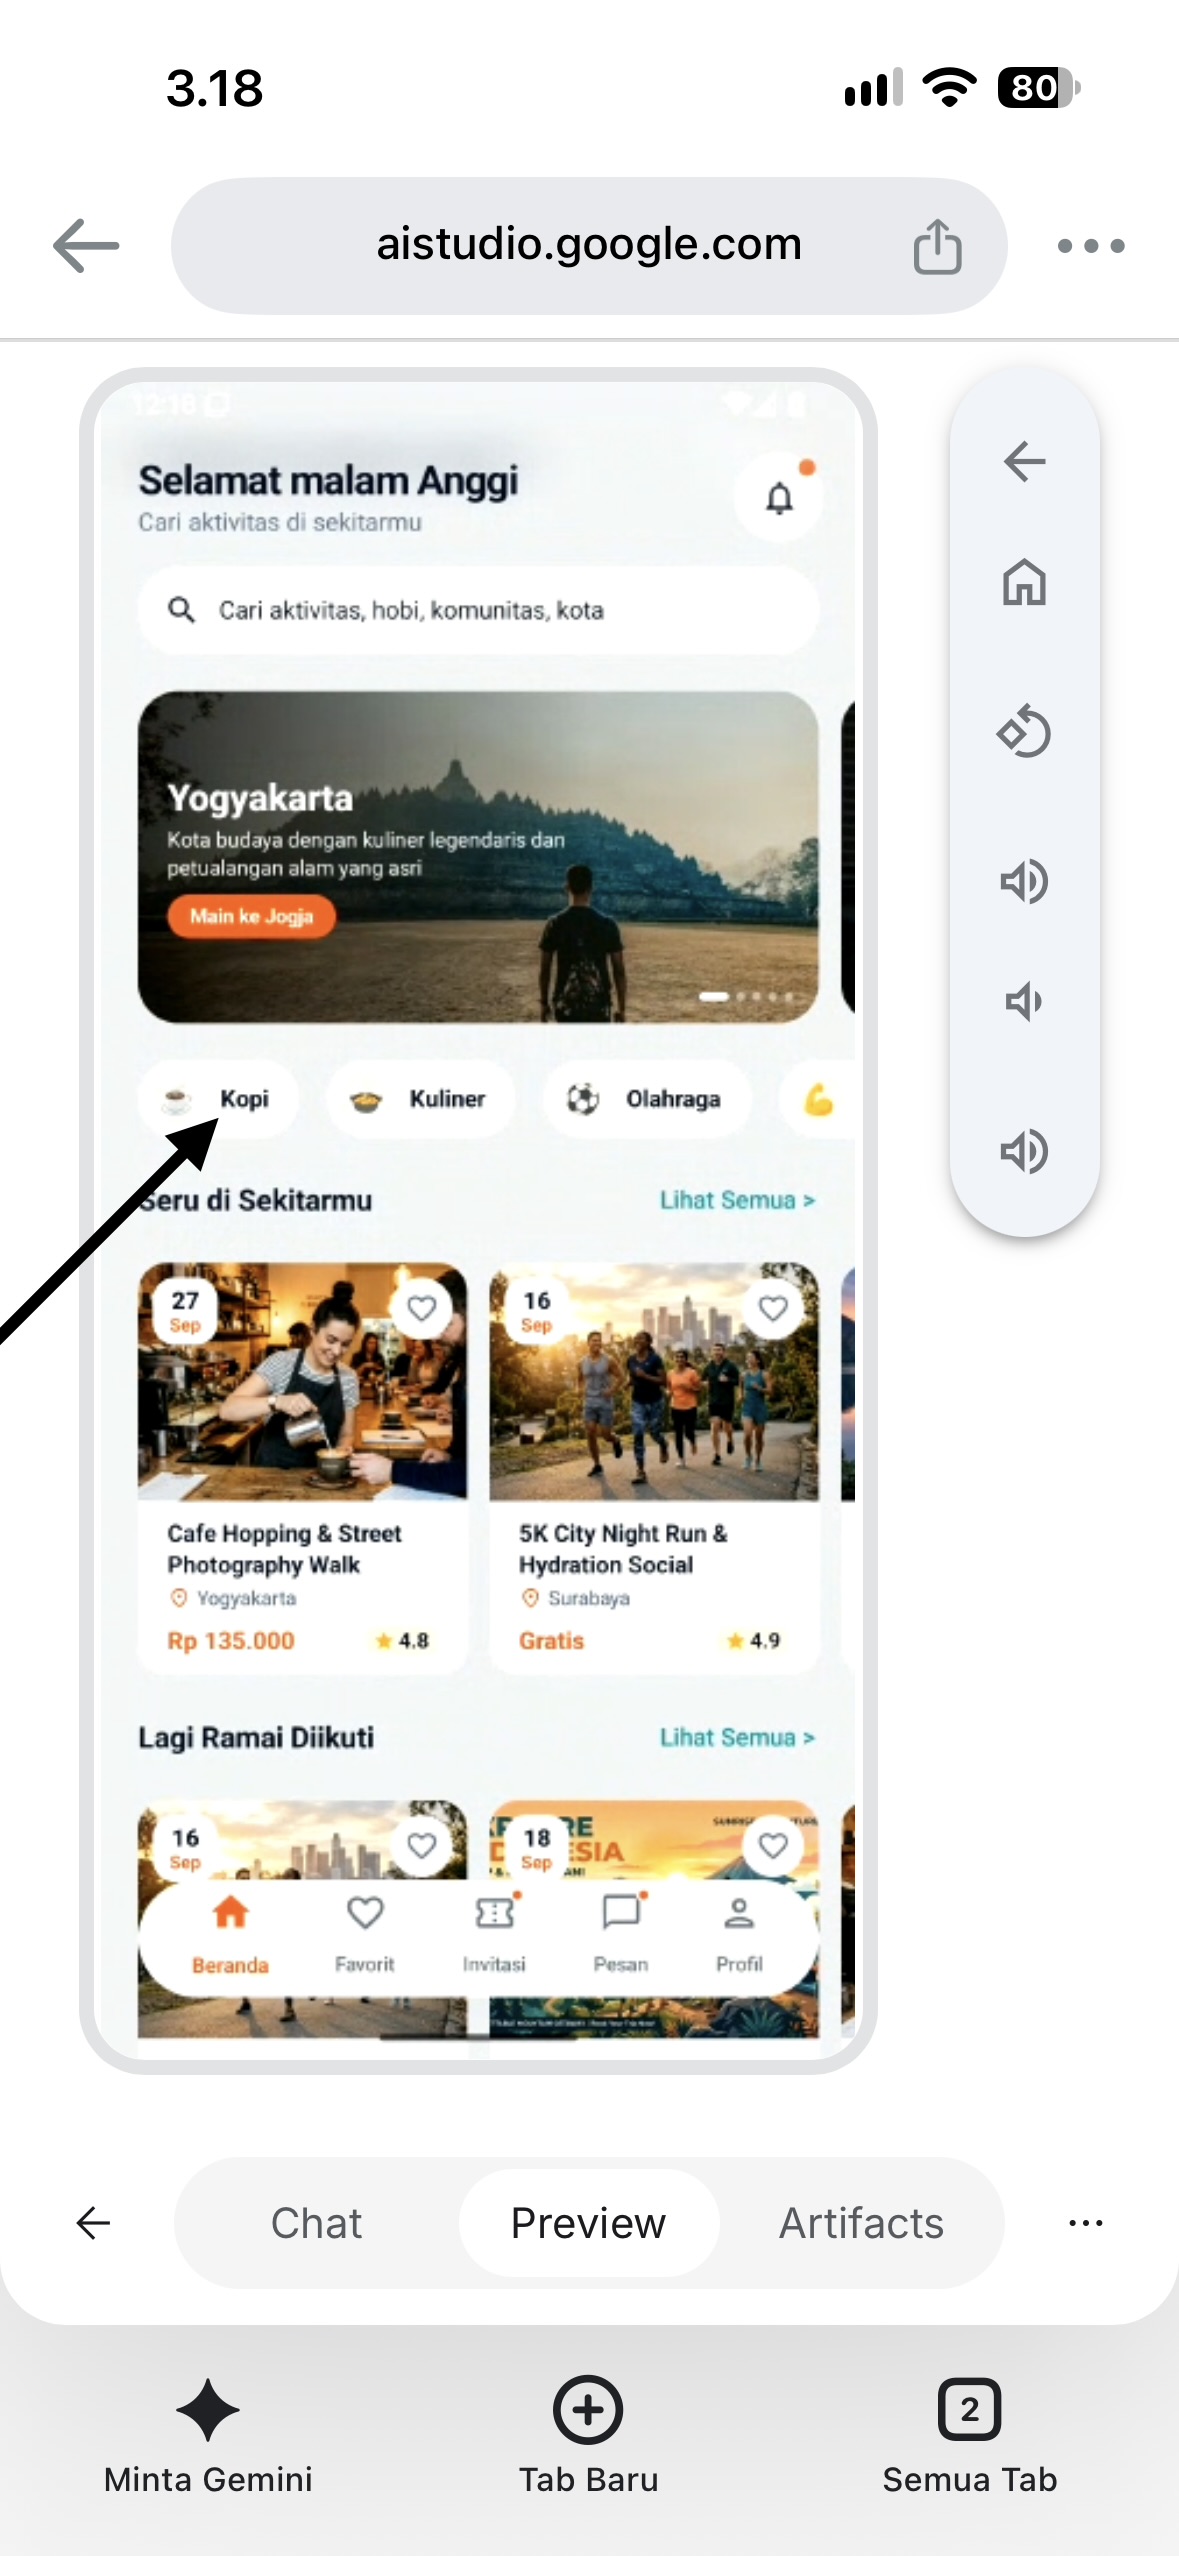 3.18
80
aistudio.google.com
12:18
Selamat malam Anggi
Cari aktivitas di sekitarmu
Cari aktivitas, hobi, komunitas, kota
Yogyakarta
Kota budaya dengan kuliner legendaris dan
petualangan alam yang asri
Main ke Jogja
Kopi
Kuliner
Olahraga
Seru di Sekitarmu
Lihat Semua >
27
Sep
16
Sep
Cafe Hopping & Street
Photography Walk
Yogyakarta
Rp 135.000
4.8
5K City Night Run &
Hydration Social
Surabaya
Gratis
4.9
Lagi Ramai Diikuti
Lihat Semua >
16
Sep
18
Sep
Beranda
Favorit
Invitasi
Pesan
Profil
Chat
Preview
Artifacts
Minta Gemini
Tab Baru
2
Semua Tab